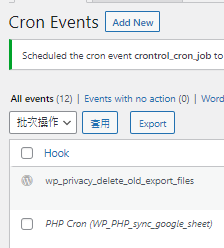 Cron Events Add New
Scheduled the cron event crontrol_cron_job to
All events (12) | Events with no action (0) | Word
批次操作 套用 Export
Hook
wp_privacy_delete_old_export_files
PHP Cron (WP_PHP_sync_google_sheet)